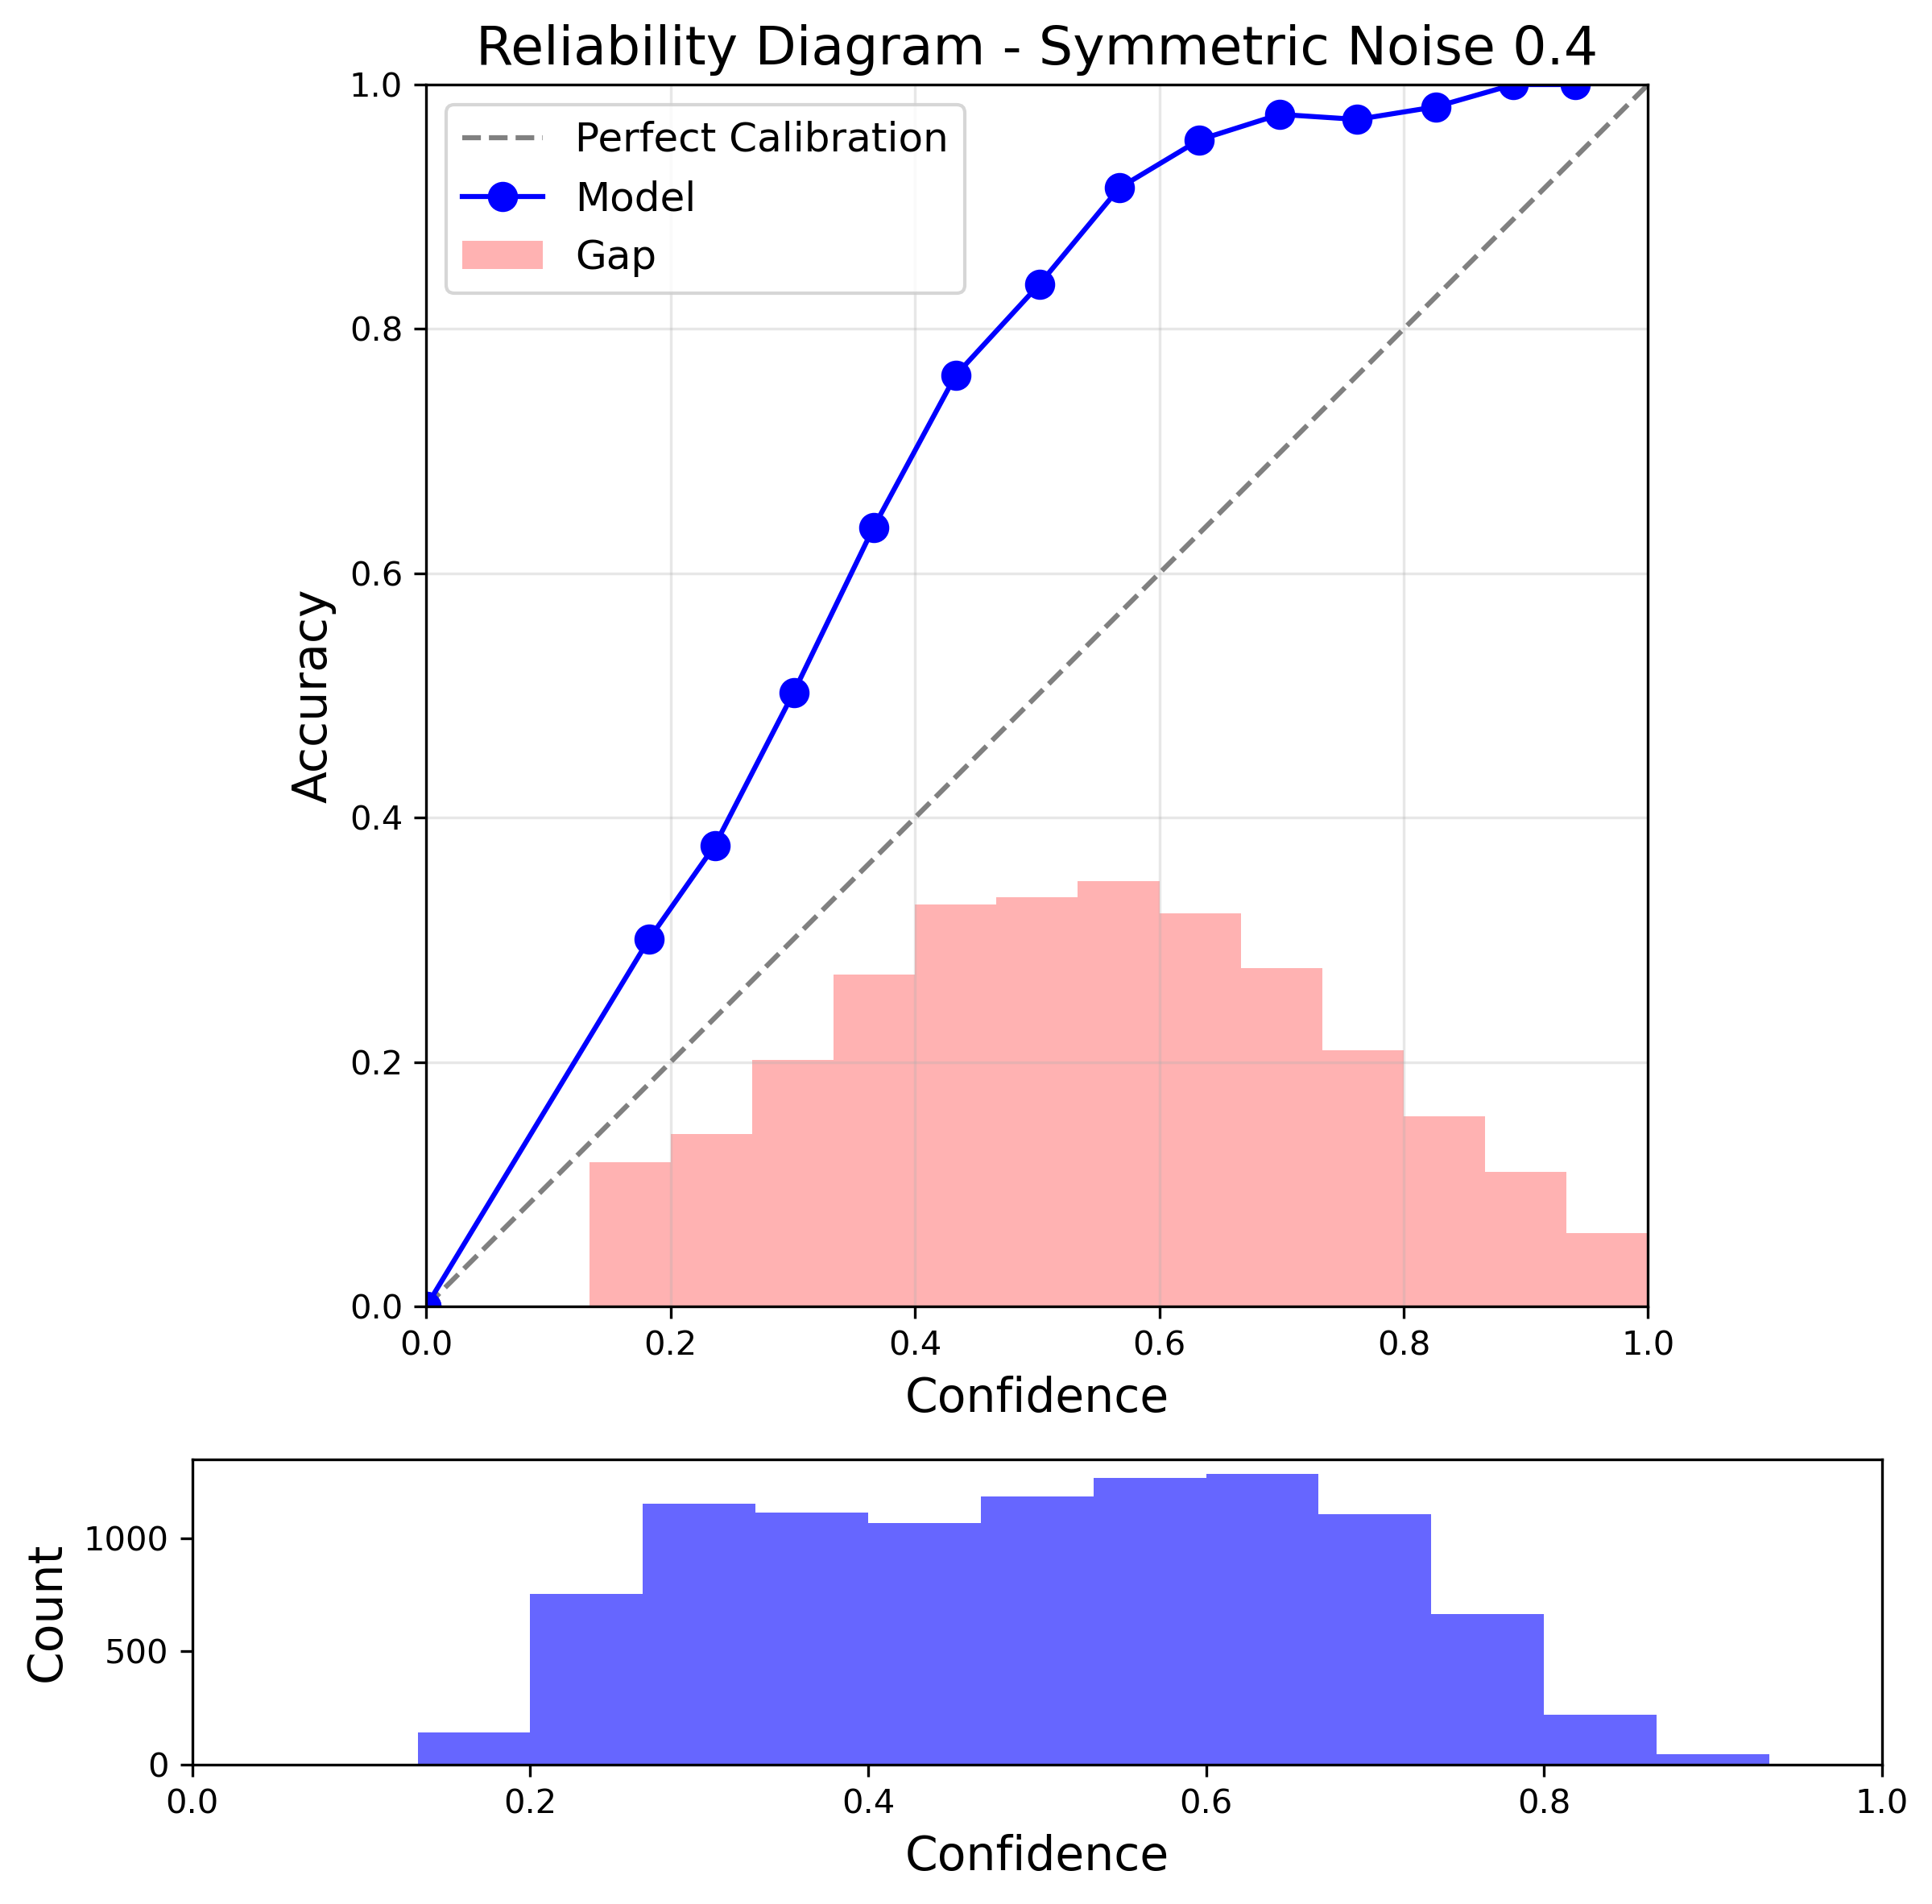 Reliability Diagram - Symmetric Noise 0.4
1.0
0.8
0.6
0.4
0.2
0.0
Accuracy
Perfect Calibration
Model
Gap
0.0 0.2 0.4 0.6 0.8 1.0
Confidence
1000
500
0
Count
0.0 0.2 0.4 0.6 0.8 1.0
Confidence